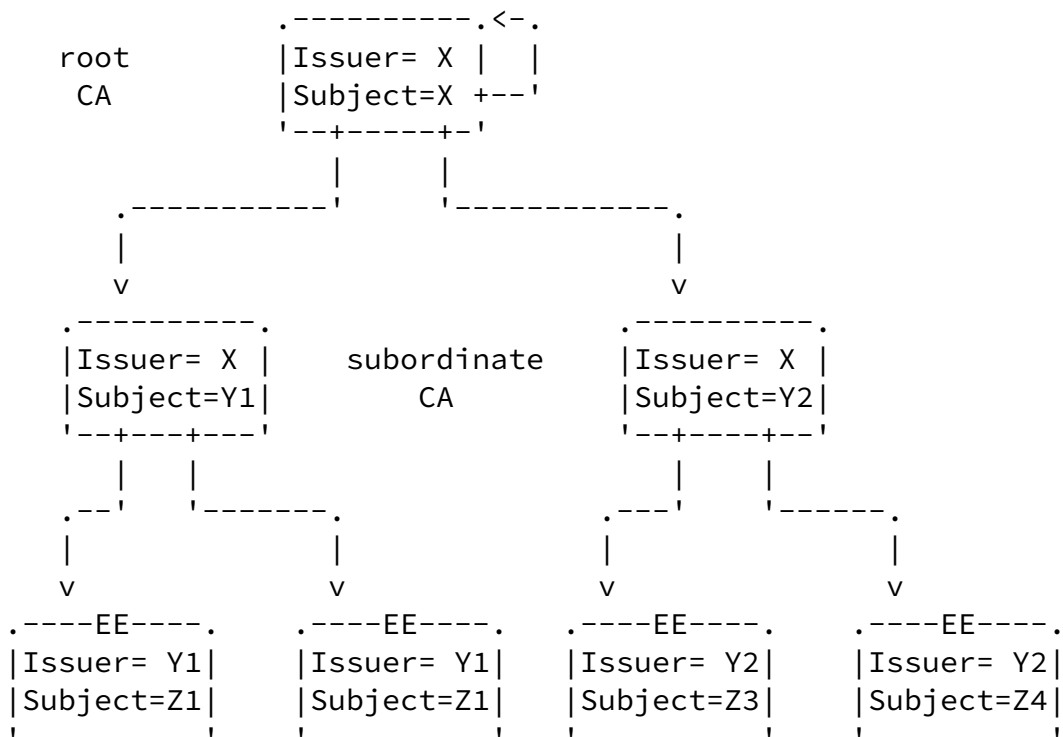 .----------.<-.
root |Issuer= X | |
CA |Subject=X +--'
'--+-----+-'
| |
.-----------' '------------.
| |
v v
.----------. .----------.
|Issuer= X | subordinate |Issuer= X |
|Subject=Y1| CA |Subject=Y2|
'--+---+---' '--+----+--'
| | | |
.--' '-------. .---' '------.
| | | |
v v v v
.----EE----. .----EE----. .----EE----. .----EE----.
|Issuer= Y1| |Issuer= Y1| |Issuer= Y2| |Issuer= Y2|
|Subject=Z1| |Subject=Z1| |Subject=Z3| |Subject=Z4|
' ' ' ' ' ' ' '